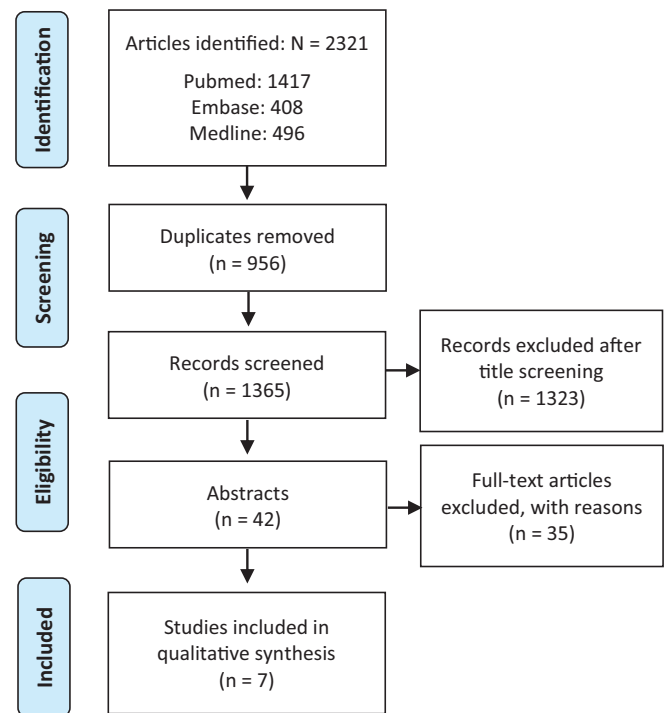 Identification
Articles identified: N = 2321
Pubmed: 1417
Embase: 408
Medline: 496
Screening
Duplicates removed
(n = 956)
Records screened
(n = 1365)
Records excluded after
title screening
(n = 1323)
Eligibility
Abstracts
(n = 42)
Full-text articles
excluded, with reasons
(n = 35)
Included
Studies included in
qualitative synthesis
(n = 7)